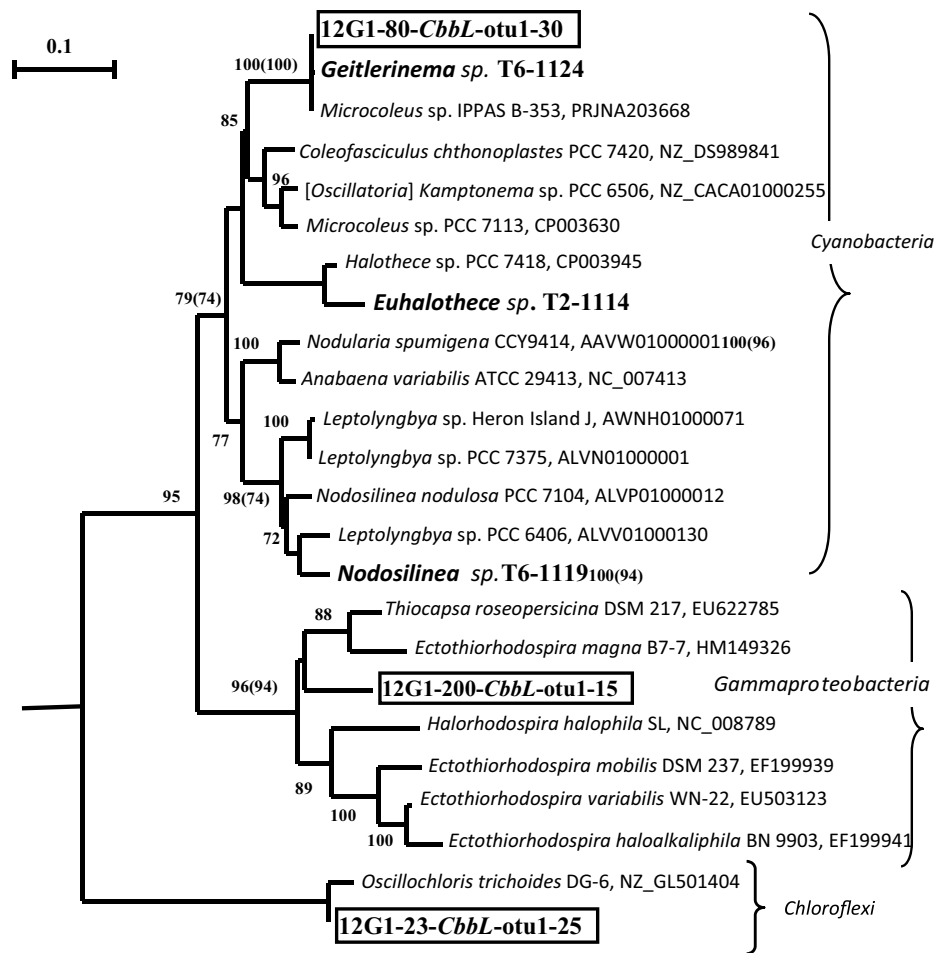 12G1-80-CbbL-otu1-30
0.1
100(100)
Geitlerinema sp. T6-1124
Microcoleus sp. IPPAS B-353, PRJNA203668
85
Coleofasciculus chthonoplastes PCC 7420, NZ_DS989841
96
[Oscillatoria] Kamptonema sp. PCC 6506, NZ_CACA01000255
Microcoleus sp. PCC 7113, CP003630
Cyanobacteria
Halothece sp. PCC 7418, CP003945
79(74)
Euhalothece sp. T2-1114
100
Nodularia spumigena CCY9414, AAVW01000001100(96)
Anabaena variabilis ATCC 29413, NC_007413
100
Leptolyngbya sp. Heron Island J, AWNH01000071
77
Leptolyngbya sp. PCC 7375, ALVN01000001
95
98(74)
Nodosilinea nodulosa PCC 7104, ALVP01000012
72
Leptolyngbya sp. PCC 6406, ALVV01000130
Nodosilinea sp.T6-1119100(94)
88
Thiocapsa roseopersicina DSM 217, EU622785
Ectothiorhodospira magna B7-7, HM149326
96(94)
12G1-200-CbbL-otu1-15
Gammaproteobacteria
Halorhodospira halophila SL, NC_008789
89
Ectothiorhodospira mobilis DSM 237, EF199939
100
Ectothiorhodospira variabilis WN-22, EU503123
100
Ectothiorhodospira haloalkaliphila BN 9903, EF199941
Oscillochloris trichoides DG-6, NZ_GL501404
Chloroflexi
12G1-23-CbbL-otu1-25